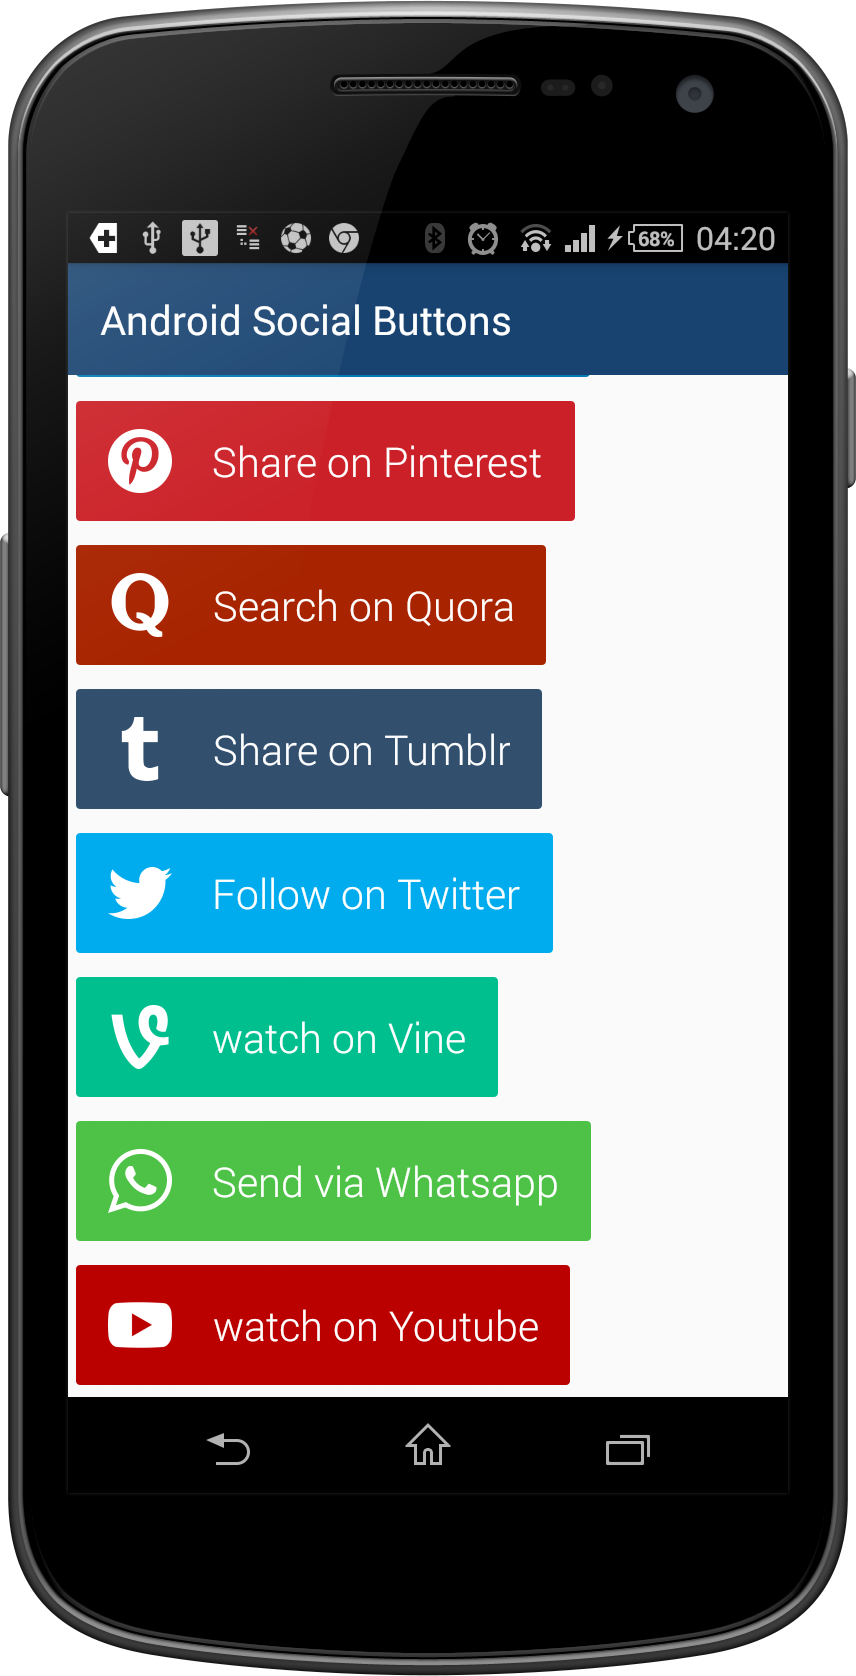 68% 04:20
Android Social Buttons
Share on Pinterest
Search on Quora
Share on Tumblr
Follow on Twitter
watch on Vine
Send via Whatsapp
watch on Youtube